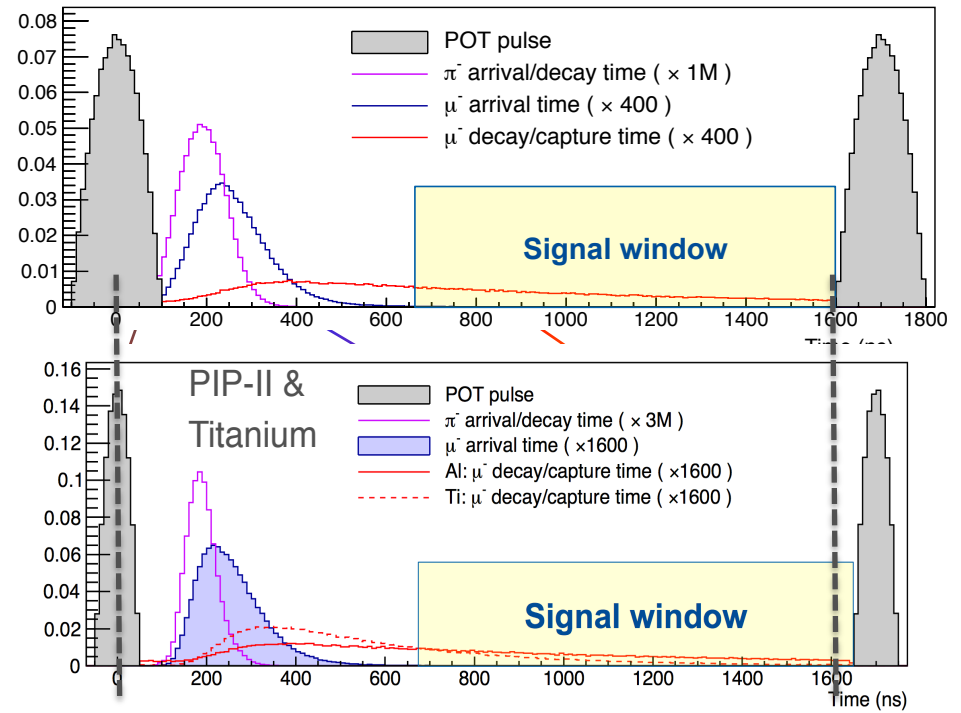 0.08
0.07
0.06
0.05
0.04
0.03
0.02
0.01
0
POT pulse
π⁻ arrival/decay time ( × 1M )
μ⁻ arrival time ( × 400 )
μ⁻ decay/capture time ( × 400 )
Signal window
0 200 400 600 800 1000 1200 1400 1600 1800
Time (ns)
0.16
0.14
0.12
0.1
0.08
0.06
0.04
0.02
0
PIP-II &
Titanium
POT pulse
π⁻ arrival/decay time ( × 3M )
μ⁻ arrival time ( ×1600 )
Al: μ⁻ decay/capture time ( ×1600 )
Ti: μ⁻ decay/capture time ( ×1600 )
Signal window
0 200 400 600 800 1000 1200 1400 1600
Time (ns)